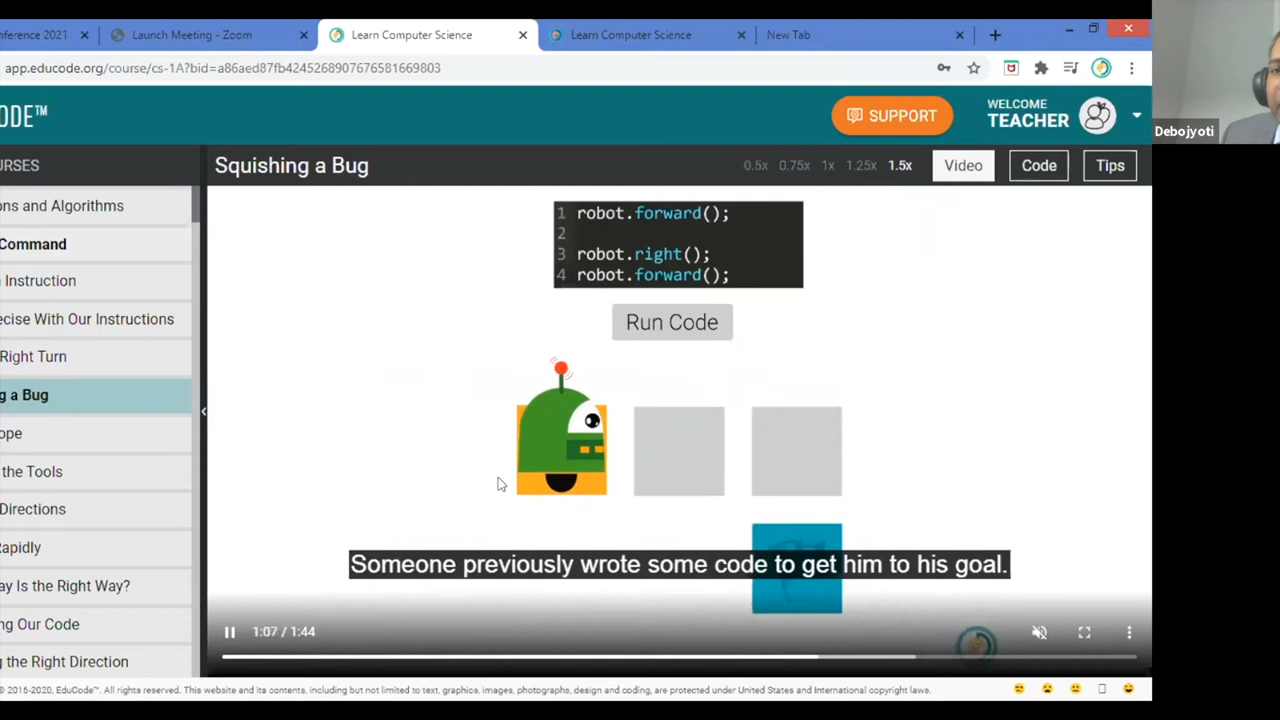 nference 2021
Launch Meeting - Zoom
Learn Computer Science
Learn Computer Science
New Tab
app.educode.org/course/cs-1A?bid=a86aed87fb4245268907676581669803
ODE™
SUPPORT
WELCOME
TEACHER
Debojyoti
URSES
Squishing a Bug
0.5x 0.75x 1x 1.25x 1.5x
Video
Code
Tips
ons and Algorithms
Command
n Instruction
ecise With Our Instructions
Right Turn
g a Bug
ope
the Tools
Directions
Rapidly
ay Is the Right Way?
ng Our Code
g the Right Direction
1 robot.forward();
2
3 robot.right();
4 robot.forward();
Run Code
Someone previously wrote some code to get him to his goal.
1:07 / 1:44
© 2016-2020, EduCode™. All rights reserved. This website and its contents, including but not limited to text, graphics, images, photographs, design and coding, are protected under United States and International copyright laws.